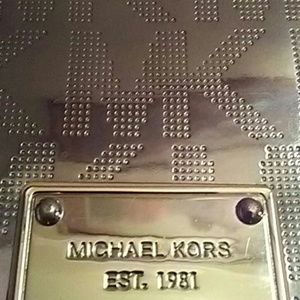 MICHAEL KORS
EST. 1981